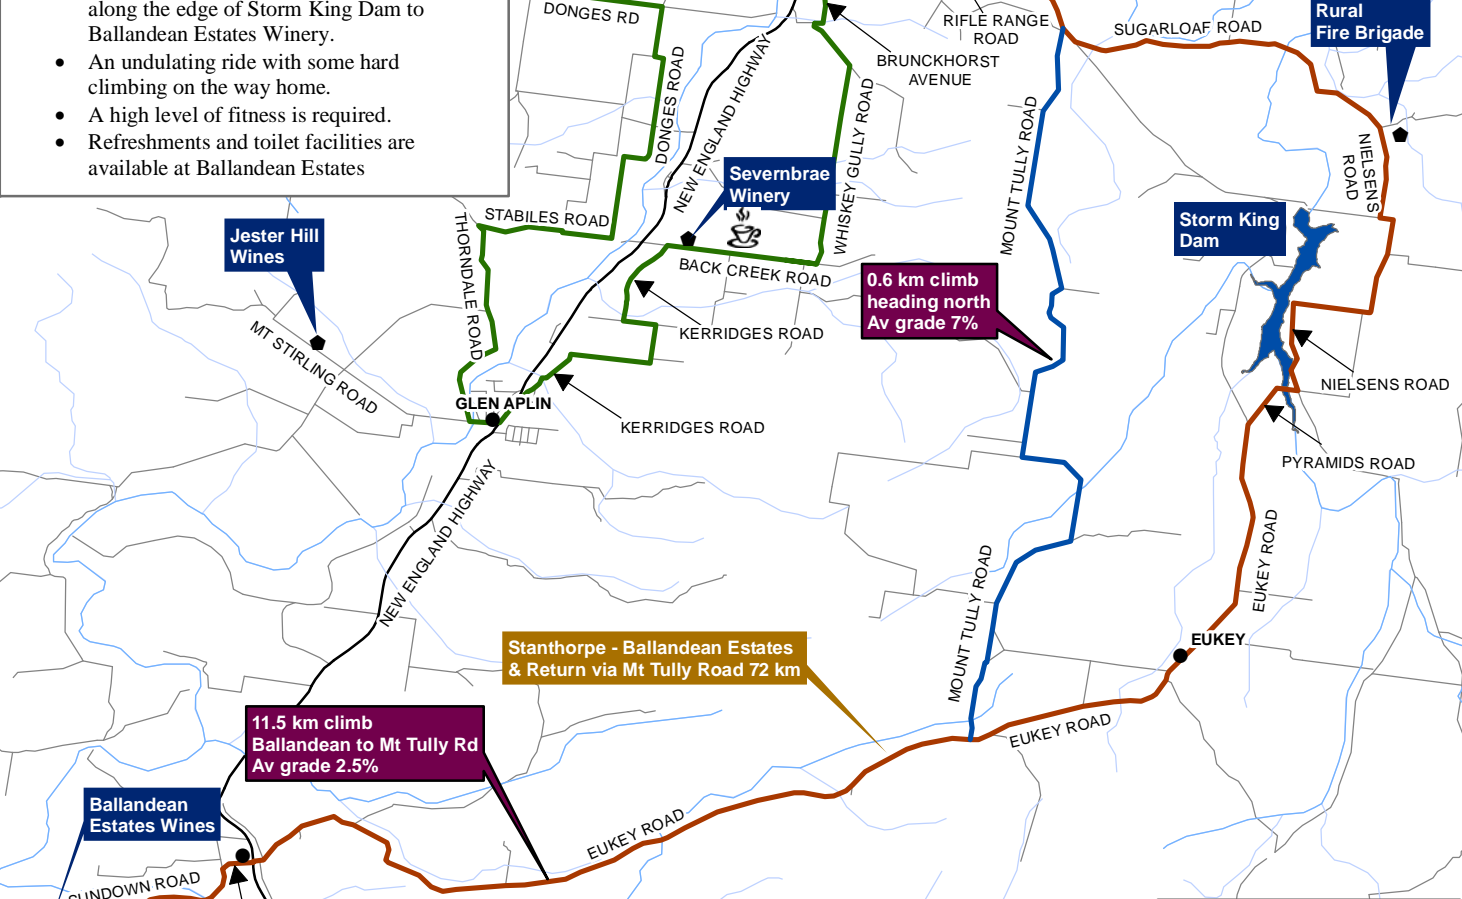 along the edge of Storm King Dam to
Ballandean Estates Winery.
• An undulating ride with some hard
climbing on the way home.
• A high level of fitness is required.
• Refreshments and toilet facilities are
available at Ballandean Estates
DONGES RD
DONGES ROAD
NEW ENGLAND HIGHWAY
BRUNCKHORST
AVENUE
WHISKEY GULLY ROAD
RIFLE RANGE
ROAD
SUGARLOAF ROAD
Rural
Fire Brigade
MOUNT TULLY ROAD
NIELSENS
ROAD
Severnbrae
Winery
STABILES ROAD
THORNDALE ROAD
Jester Hill
Wines
Storm King
Dam
BACK CREEK ROAD
0.6 km climb
heading north
Av grade 7%
KERRIDGES ROAD
MT STIRLING ROAD
NIELSENS ROAD
GLEN APLIN
KERRIDGES ROAD
PYRAMIDS ROAD
NEW ENGLAND HIGHWAY
EUKEY ROAD
MOUNT TULLY ROAD
EUKEY
Stanthorpe - Ballandean Estates
& Return via Mt Tully Road 72 km
11.5 km climb
Ballandean to Mt Tully Rd
Av grade 2.5%
EUKEY ROAD
Ballandean
Estates Wines
EUKEY ROAD
SUNDOWN ROAD